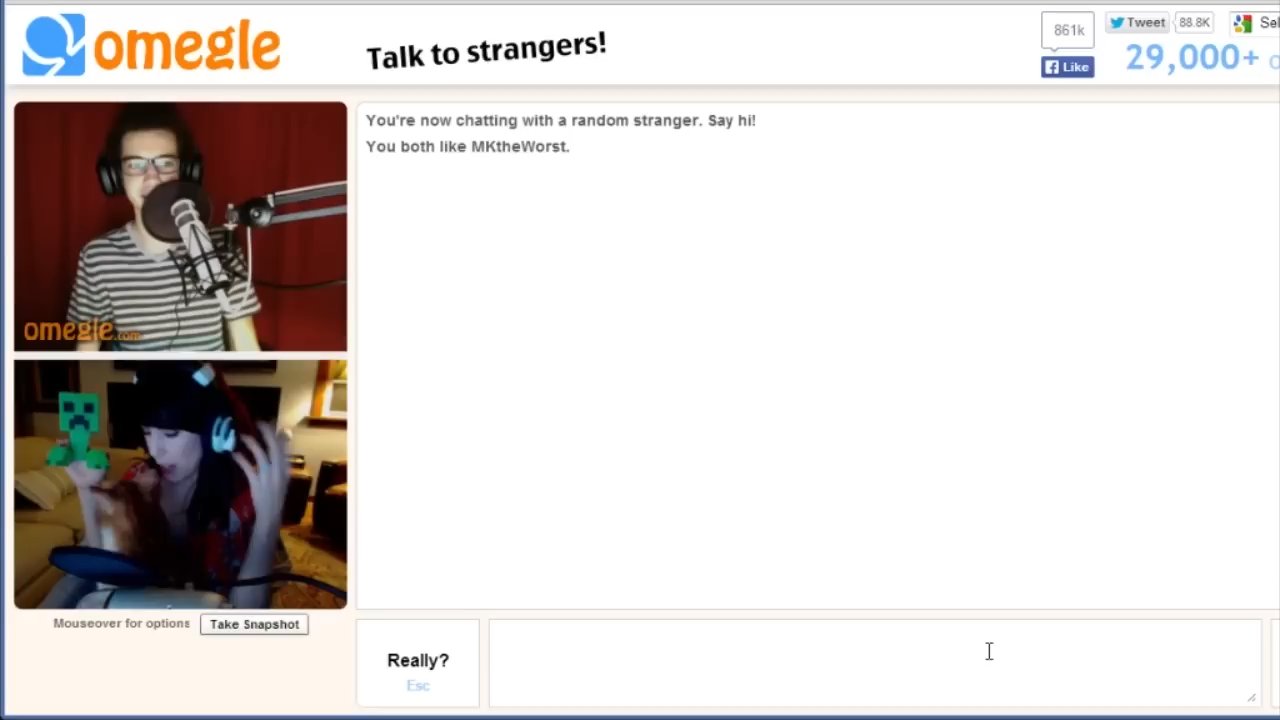 omegle
Talk to strangers!
861k
Like
Tweet
88.8K
29,000+
You're now chatting with a random stranger. Say hi!
You both like MKtheWorst.
omegle.com
Mouseover for options
Take Snapshot
Really?
Esc